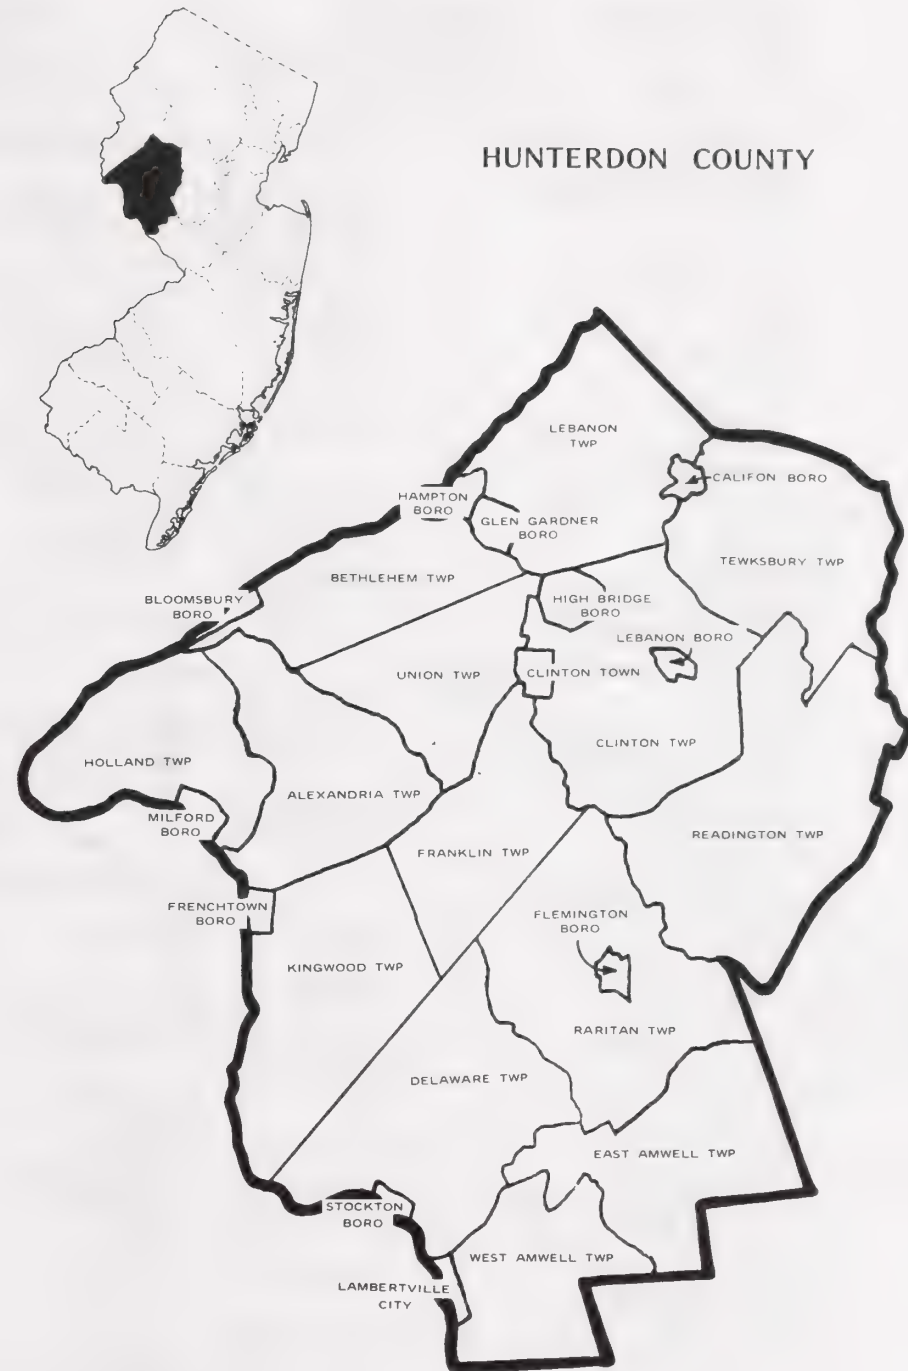 HUNTERDON COUNTY
LEBANON
TWP
CALIFON BORO
HAMPTON
BORO
GLEN GARDNER
BORO
TEWKSBURY TWP
BETHLEHEM TWP
BLOOMSBURY
BORO
HIGH BRIDGE
BORO
LEBANON BORO
UNION TWP
CLINTON TOWN
CLINTON TWP
HOLLAND TWP
ALEXANDRIA TWP
MILFORD
BORO
READINGTON TWP
FRANKLIN TWP
FRENCHTOWN
BORO
FLEMINGTON
BORO
KINGWOOD TWP
RARITAN TWP
DELAWARE TWP
EAST AMWELL TWP
STOCKTON
BORO
WEST AMWELL TWP
LAMBERTVILLE
CITY